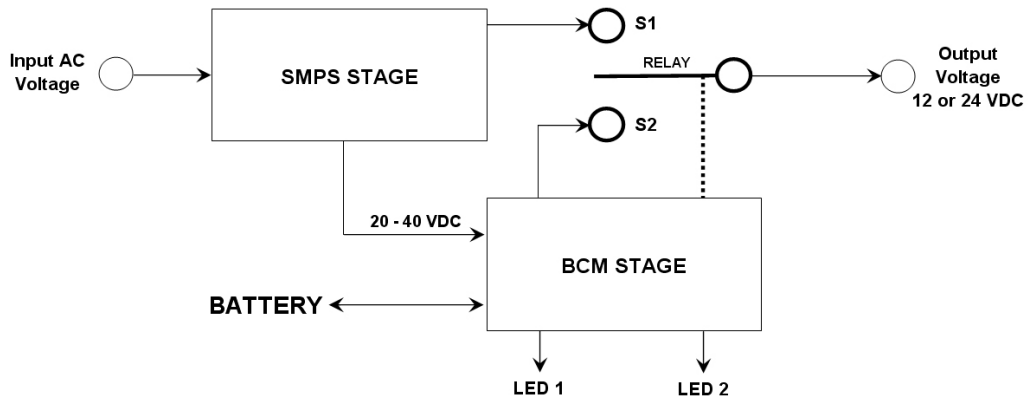 Input AC
Voltage
SMPS STAGE
S1
RELAY
Output
Voltage
12 or 24 VDC
S2
20 - 40 VDC
BCM STAGE
BATTERY
LED 1
LED 2